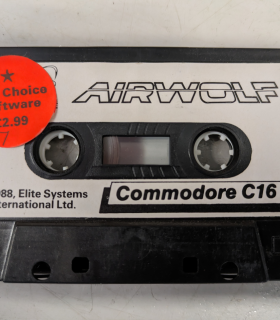 Choice
ftware
2.99
AIRWOLF
988, Elite Systems
ternational Ltd.
Commodore C16